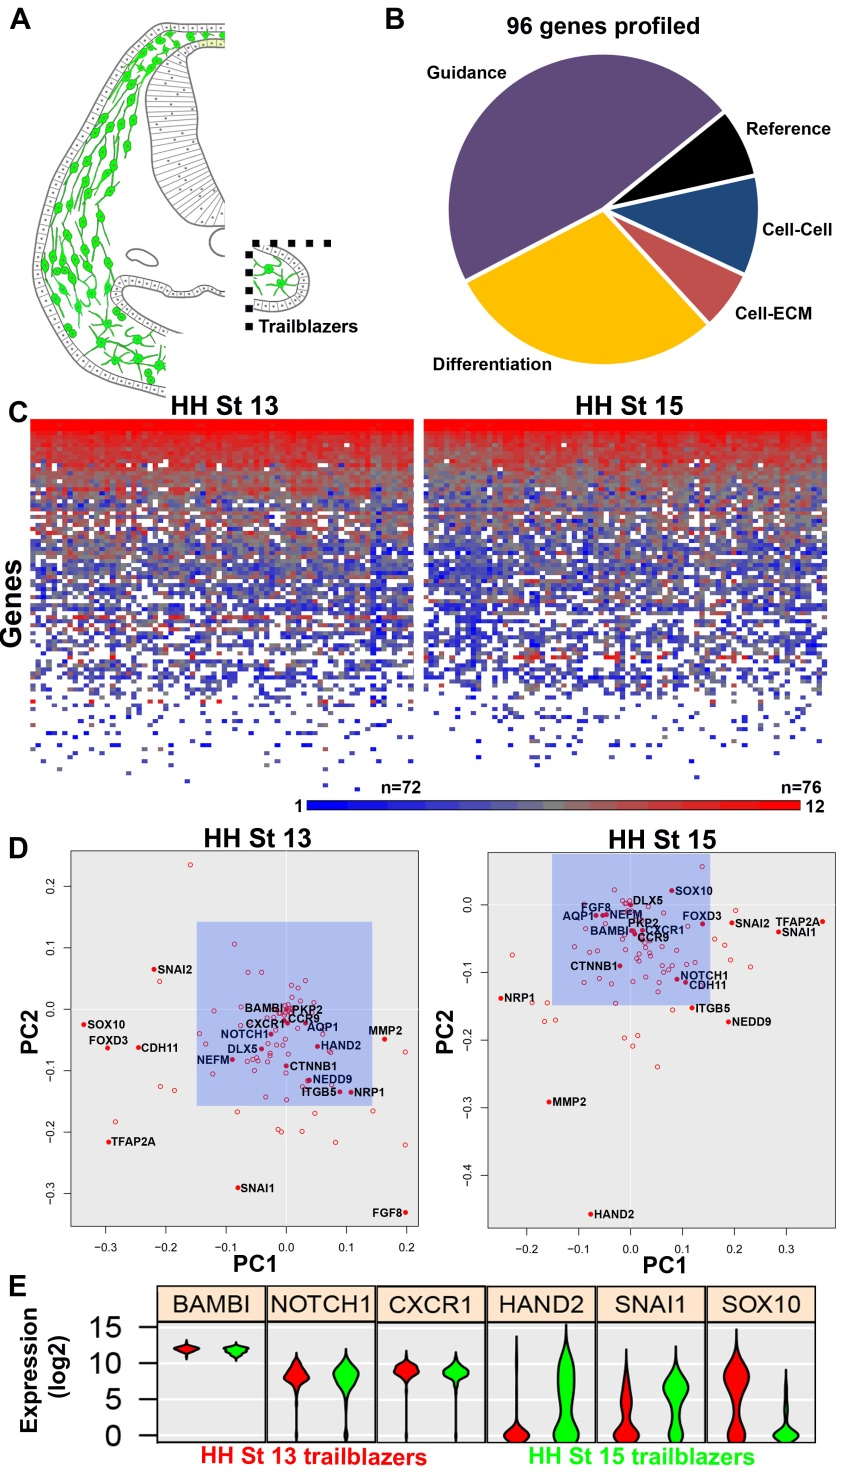 A
B
96 genes profiled
Guidance
Reference
Cell-Cell
Cell-ECM
Differentiation
Trailblazers
C
HH St 13
HH St 15
Genes
n=72
n=76
1
12
D
HH St 13
HH St 15
PC2
0.2
0.1
0.0
−0.1
−0.2
−0.3
SNAI2
SOX10
FOXD3
CDH11
TFAP2A
SNAI1
FGF8
MMP2
BAMBI
PKP2
CCR9
CXCR1
AQP1
NOTCH1
DLX5
HAND2
NEFM
CTNNB1
NEDD9
ITGB5
NRP1
−0.3
−0.2
−0.1
0.0
0.1
0.2
PC1
PC2
0.0
−0.1
−0.2
−0.3
−0.4
SOX10
DLX5
FGF8
AQP1
NEFM
FOXD3
SNAI2
TFAP2A
SNAI1
PKP2
BAMBI
CXCR1
CCR9
CTNNB1
NOTCH1
CDH11
NRP1
ITGB5
NEDD9
MMP2
HAND2
−0.2
−0.1
0.0
0.1
0.2
0.3
PC1
E
BAMBI
NOTCH1
CXCR1
HAND2
SNAI1
SOX10
Expression
(log2)
15
10
5
0
HH St 13 trailblazers
HH St 15 trailblazers